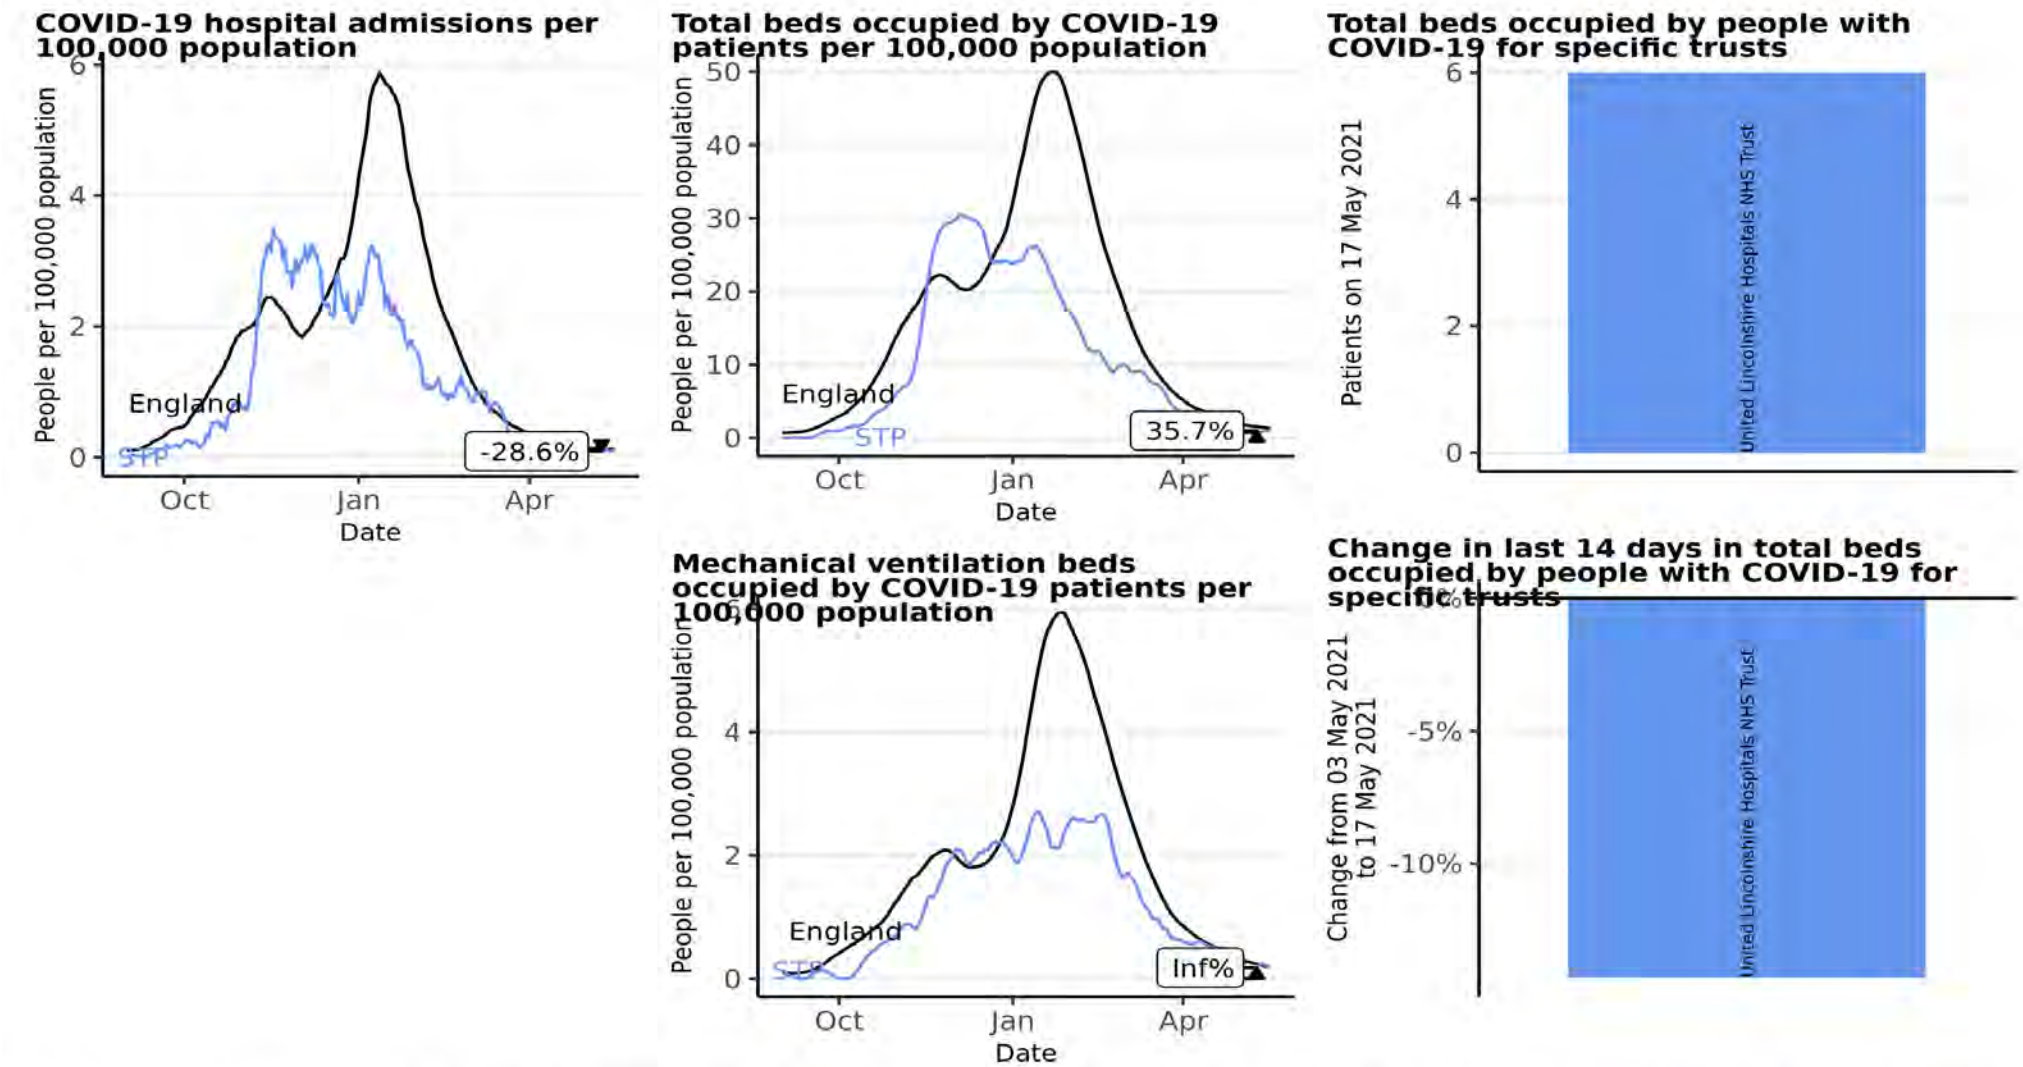 COVID-19 hospital admissions per
100,000 population
People per 100,000 population
6
4
2
0
England
STP
-28.6%
Oct
Jan
Apr
Date
Total beds occupied by COVID-19
patients per 100,000 population
People per 100,000 population
50
40
30
20
10
0
England
STP
35.7%
Oct
Jan
Apr
Date
Total beds occupied by people with
COVID-19 for specific trusts
Patients on 17 May 2021
6
4
2
0
United Lincolnshire Hospitals NHS Trust
Mechanical ventilation beds
occupied by COVID-19 patients per
100,000 population
People per 100,000 population
6
4
2
0
England
STP
Inf%
Oct
Jan
Apr
Date
Change in last 14 days in total beds
occupied by people with COVID-19 for
specific trusts
Change from 03 May 2021
to 17 May 2021
0%
-5%
-10%
United Lincolnshire Hospitals NHS Trust